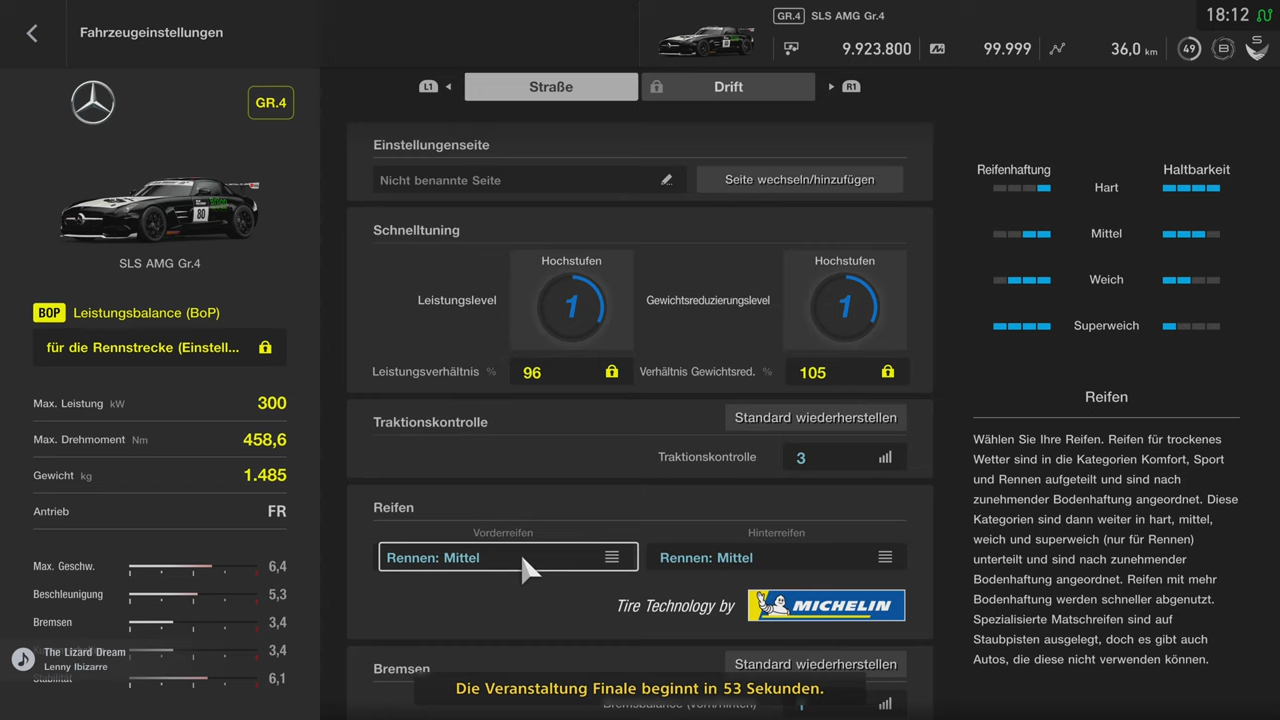 Fahrzeugeinstellungen
GR.4 SLS AMG Gr.4
18:12
9.923.800
99.999
36,0 km
49
B
S
GR.4
80
SLS AMG Gr.4
BOP Leistungsbalance (BoP)
für die Rennstrecke (Einstell...
Max. Leistung kW 300
Max. Drehmoment Nm 458,6
Gewicht kg 1.485
Antrieb FR
Max. Geschw. 6,4
Beschleunigung 5,3
Bremsen 3,4
3,4
Stabilität 6,1
The Lizard Dream
Lenny Ibizarre
L1 Straße Drift R1
Einstellungenseite
Nicht benannte Seite
Seite wechseln/hinzufügen
Schnelltuning
Hochstufen Hochstufen
Leistungslevel 1 Gewichtsreduzierungslevel 1
Leistungsverhältnis % 96 Verhältnis Gewichtsred. % 105
Traktionskontrolle Standard wiederherstellen
Traktionskontrolle 3
Reifen
Vorderreifen Hinterreifen
Rennen: Mittel Rennen: Mittel
Tire Technology by MICHELIN
Bremsen Standard wiederherstellen
Die Veranstaltung Finale beginnt in 53 Sekunden.
Reifenhaftung Haltbarkeit
Hart
Mittel
Weich
Superweich
Reifen
Wählen Sie Ihre Reifen. Reifen für trockenes
Wetter sind in die Kategorien Komfort, Sport
und Rennen aufgeteilt und sind nach
zunehmender Bodenhaftung angeordnet. Diese
Kategorien sind dann weiter in hart, mittel,
weich und superweich (nur für Rennen)
unterteilt und sind nach zunehmender
Bodenhaftung angeordnet. Reifen mit mehr
Bodenhaftung werden schneller abgenutzt.
Spezialisierte Matschreifen sind auf
Staubpisten ausgelegt, doch es gibt auch
Autos, die diese nicht verwenden können.